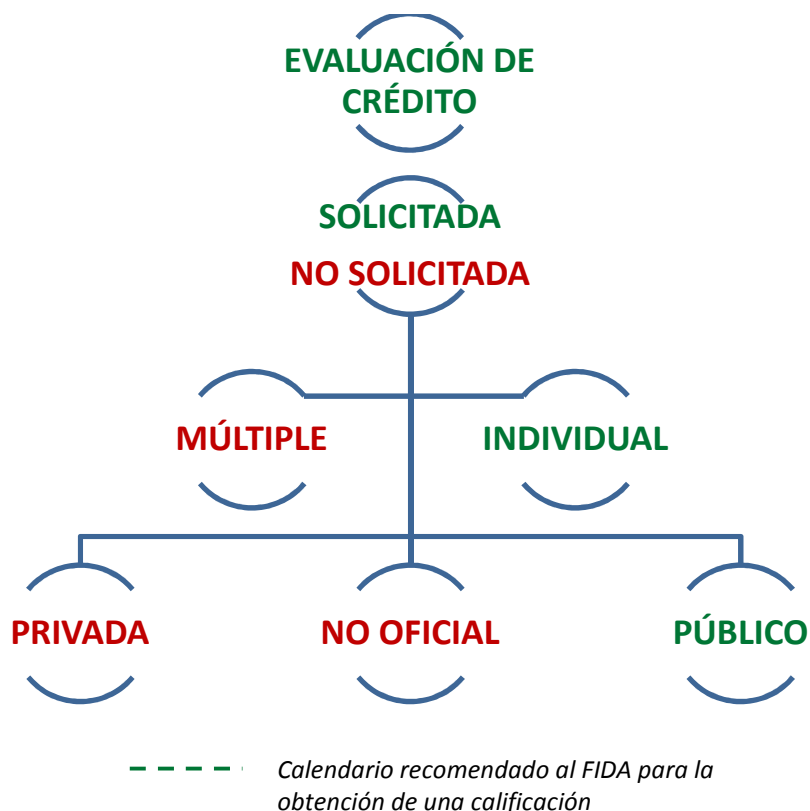 EVALUACIÓN DE
CRÉDITO
SOLICITADA
NO SOLICITADA
MÚLTIPLE
INDIVIDUAL
PRIVADA
NO OFICIAL
PÚBLICO
Calendario recomendado al FIDA para la
obtención de una calificación